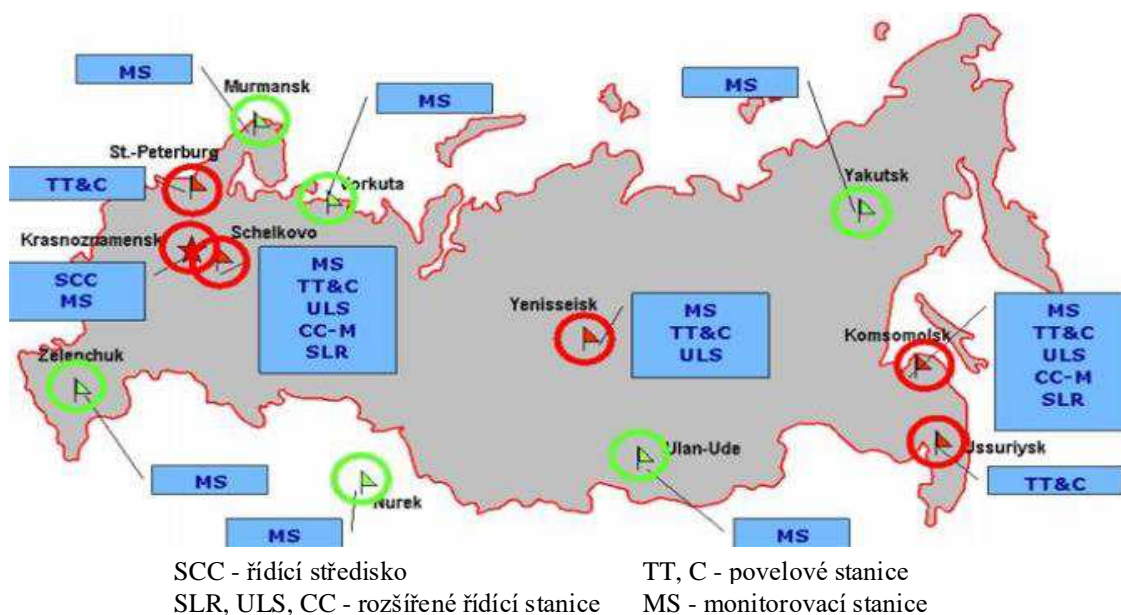 MS
Murmansk
MS
MS
St.-Peterburg
TT&C
Vorkuta
Yakutsk
Krasnoznamensk
Schelkovo
SCC
MS
MS
TT&C
ULS
CC-M
SLR
Yenisseisk
MS
TT&C
ULS
Komsomolsk
MS
TT&C
ULS
CC-M
SLR
Zelenchuk
MS
Nurek
MS
Ulan-Ude
MS
Ussuriysk
TT&C
SCC - řídící středisko
TT, C - povelové stanice
SLR, ULS, CC - rozšířené řídící stanice
MS - monitorovací stanice